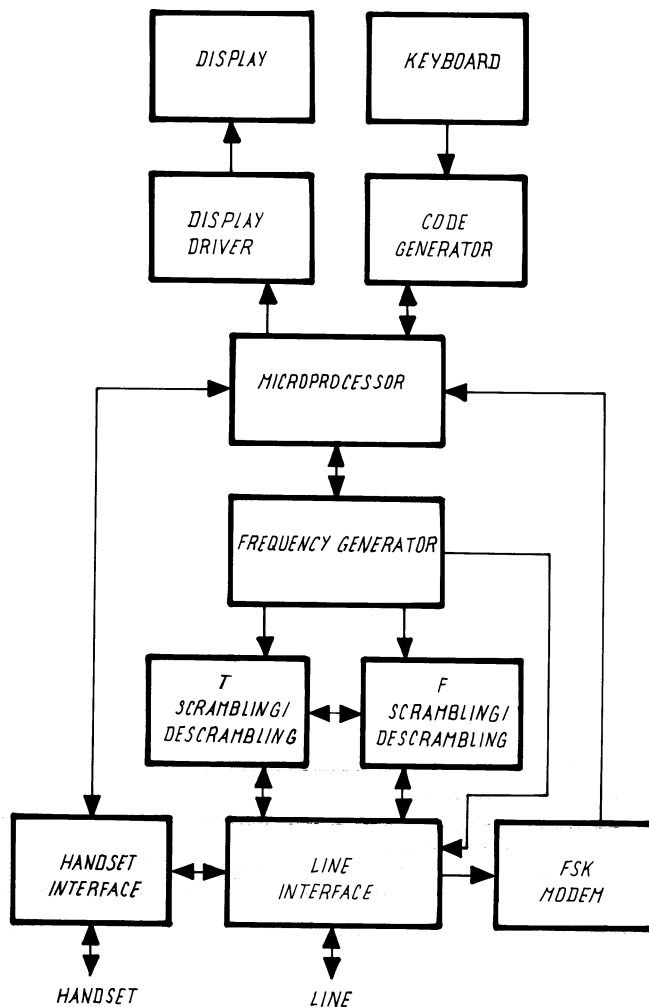 DISPLAY
KEYBOARD
DISPLAY
DRIVER
CODE
GENERATOR
MICROPROCESSOR
FREQUENCY GENERATOR
T
SCRAMBLING/
DESCRAMBLING
F
SCRAMBLING/
DESCRAMBLING
HANDSET
INTERFACE
LINE
INTERFACE
FSK
MODEM
HANDSET
LINE